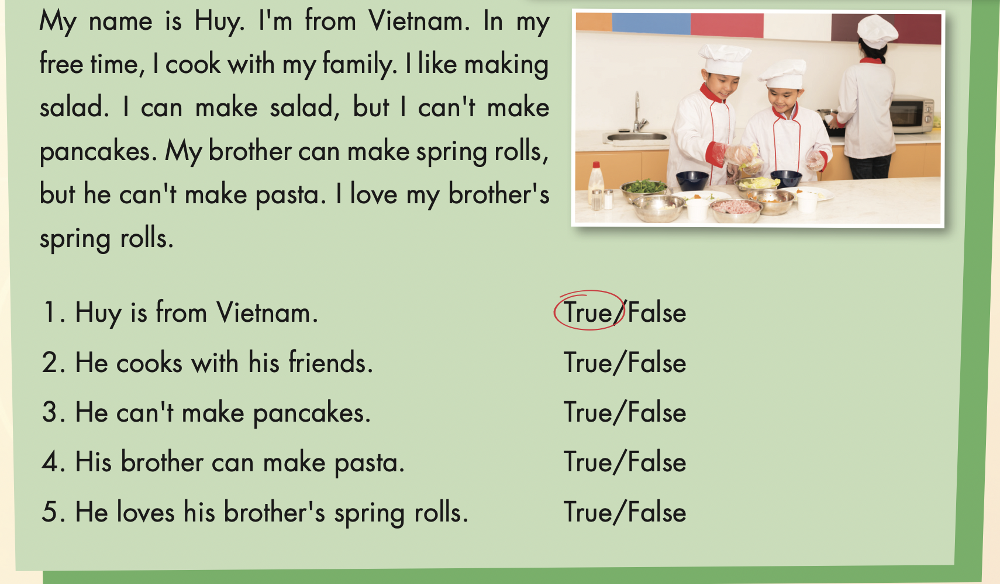 My name is Huy. I'm from Vietnam. In my
free time, I cook with my family. I like making
salad. I can make salad, but I can't make
pancakes. My brother can make spring rolls,
but he can't make pasta. I love my brother's
spring rolls.
1. Huy is from Vietnam. True/False
2. He cooks with his friends. True/False
3. He can't make pancakes. True/False
4. His brother can make pasta. True/False
5. He loves his brother's spring rolls. True/False